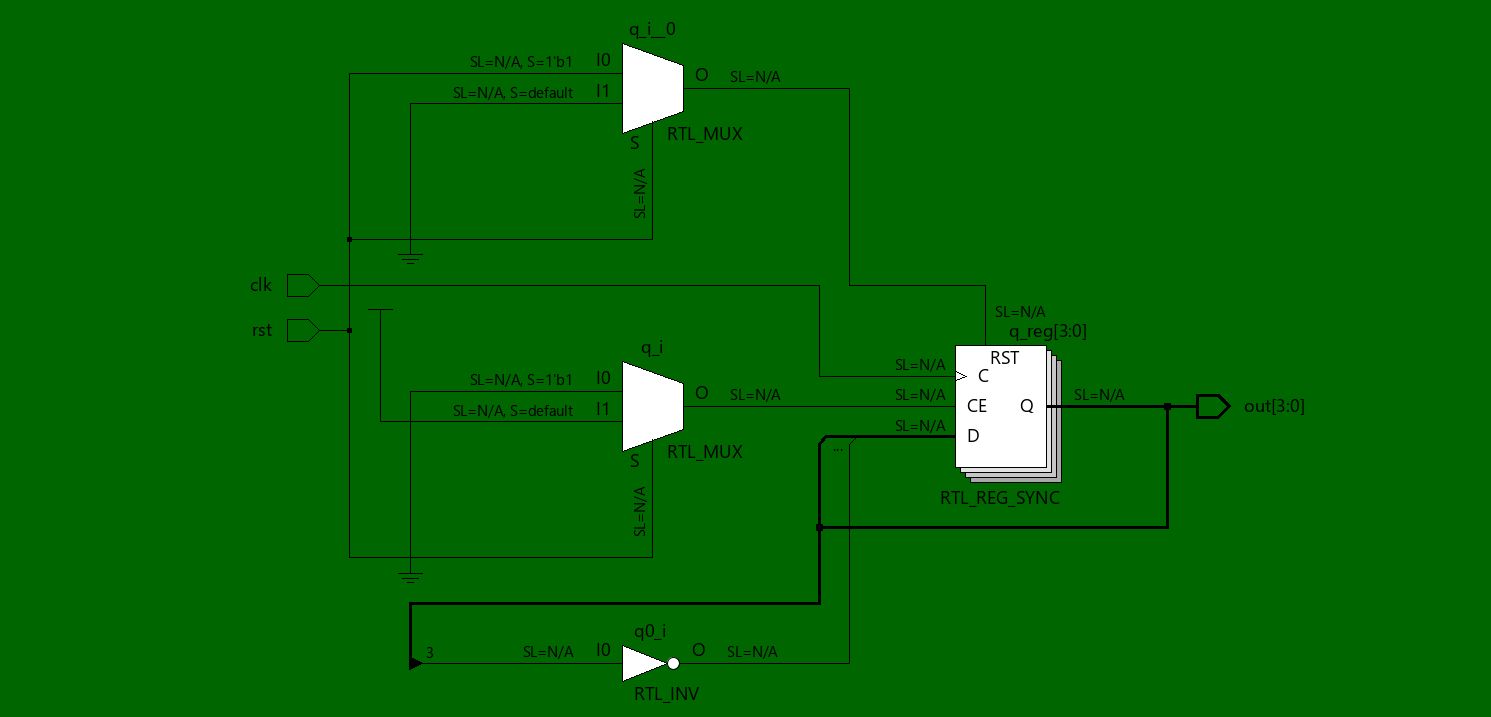 q_i__0
SL=N/A, S=1'b1 I0
SL=N/A, S=default I1
O SL=N/A
S RTL_MUX
SL=N/A
clk
rst
SL=N/A
q_reg[3:0]
q_i
SL=N/A, S=1'b1 I0
SL=N/A, S=default I1
O SL=N/A
S RTL_MUX
SL=N/A
RST
SL=N/A C
SL=N/A CE Q SL=N/A out[3:0]
SL=N/A D
...
RTL_REG_SYNC
q0_i
3 SL=N/A I0 O SL=N/A
RTL_INV